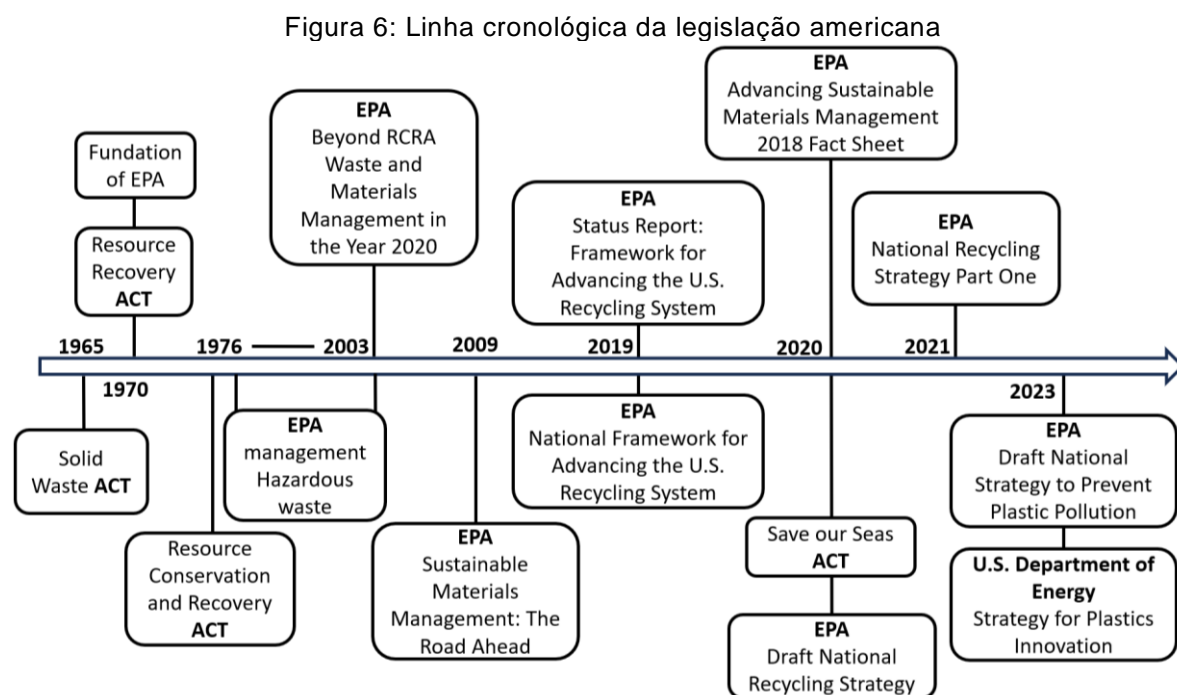 Figura 6: Linha cronológica da legislação americana
Fundation
of EPA
Resource
Recovery
ACT
EPA
Beyond RCRA
Waste and
Materials
Management in
the Year 2020
EPA
Status Report:
Framework for
Advancing the U.S.
Recycling System
EPA
Advancing Sustainable
Materials Management
2018 Fact Sheet
EPA
National Recycling
Strategy Part One
1965
1976
2003
2009
2019
2020
2021
1970
2023
Solid
Waste ACT
Resource
Conservation
and Recovery
ACT
EPA
management
Hazardous
waste
EPA
Sustainable
Materials
Management: The
Road Ahead
EPA
National Framework for
Advancing the U.S.
Recycling System
Save our Seas
ACT
EPA
Draft National
Recycling Strategy
EPA
Draft National
Strategy to Prevent
Plastic Pollution
U.S. Department of
Energy
Strategy for Plastics
Innovation